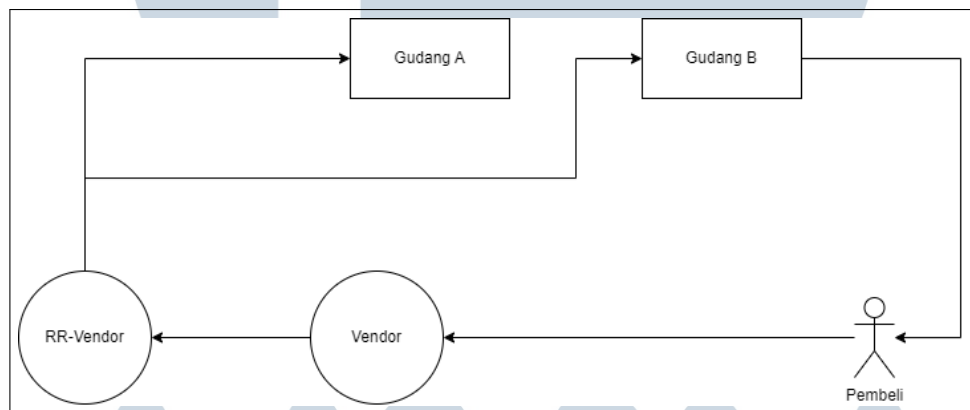 Gudang A
Gudang B
RR-Vendor
Vendor
Pembeli